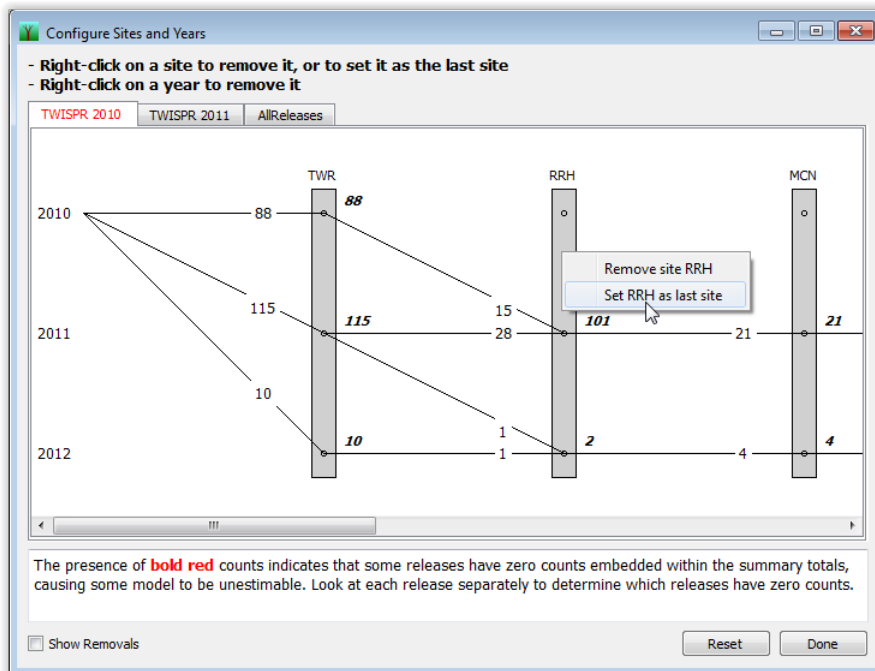 Configure Sites and Years
- Right-click on a site to remove it, or to set it as the last site
- Right-click on a year to remove it
TWISPR 2010 TWISPR 2011 AllReleases
TWR RRH MCN
88
2010 88
Remove site RRH
Set RRH as last site
115 15
115 101 21
2011 28 21
10
1
10 2 4
2012 1 4
The presence of bold red counts indicates that some releases have zero counts embedded within the summary totals,
causing some model to be unestimable. Look at each release separately to determine which releases have zero counts.
Show Removals Reset Done